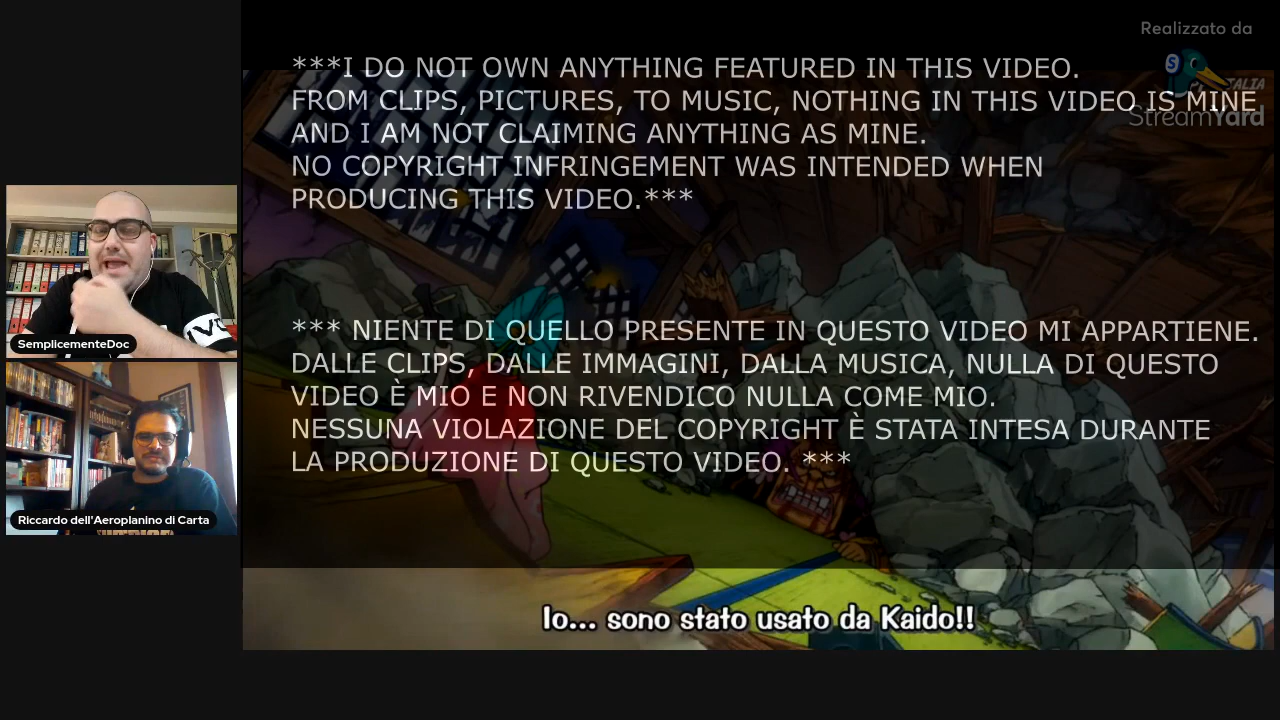 Realizzato da
***I DO NOT OWN ANYTHING FEATURED IN THIS VIDEO.
FROM CLIPS, PICTURES, TO MUSIC, NOTHING IN THIS VIDEO IS MINE
AND I AM NOT CLAIMING ANYTHING AS MINE.
NO COPYRIGHT INFRINGEMENT WAS INTENDED WHEN
PRODUCING THIS VIDEO.***
StreamYard
*** NIENTE DI QUELLO PRESENTE IN QUESTO VIDEO MI APPARTIENE.
DALLE CLIPS, DALLE IMMAGINI, DALLA MUSICA, NULLA DI QUESTO
VIDEO È MIO E NON RIVENDICO NULLA COME MIO.
NESSUNA VIOLAZIONE DEL COPYRIGHT È STATA INTESA DURANTE
LA PRODUZIONE DI QUESTO VIDEO. ***
SemplicementeDoc
Riccardo dell'Aeroplanino di Carta
Io... sono stato usato da Kaido!!